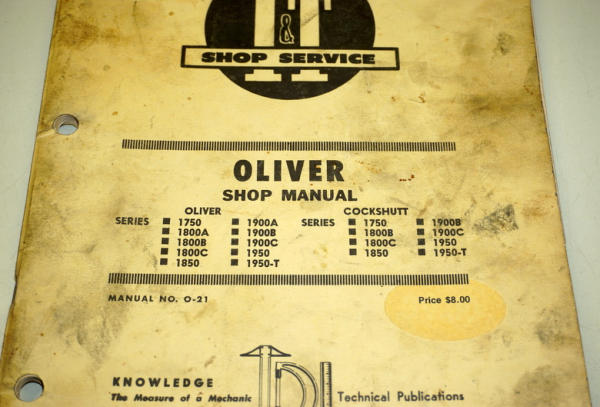 I&T
SHOP SERVICE
OLIVER
SHOP MANUAL
OLIVER COCKSHUTT
SERIES ■ 1750 ■ 1900A SERIES ■ 1750 ■ 1900B
■ 1800A ■ 1900B ■ 1800B ■ 1900C
■ 1800B ■ 1900C ■ 1800C ■ 1950
■ 1800C ■ 1950 ■ 1850 ■ 1950-T
■ 1850 ■ 1950-T
MANUAL NO. O-21 Price $8.00
KNOWLEDGE
The Measure of a Mechanic Technical Publications